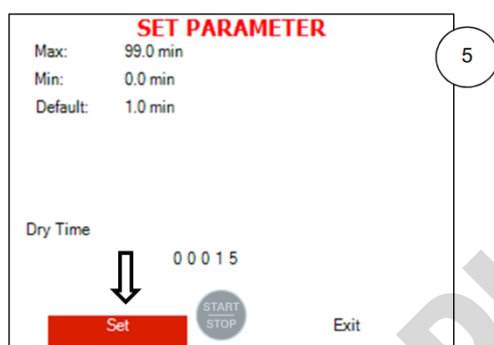 SET PARAMETER
5
Max: 99.0 min
Min: 0.0 min
Default: 1.0 min
Dry Time
0 0 0 1 5
Set
START
STOP
Exit